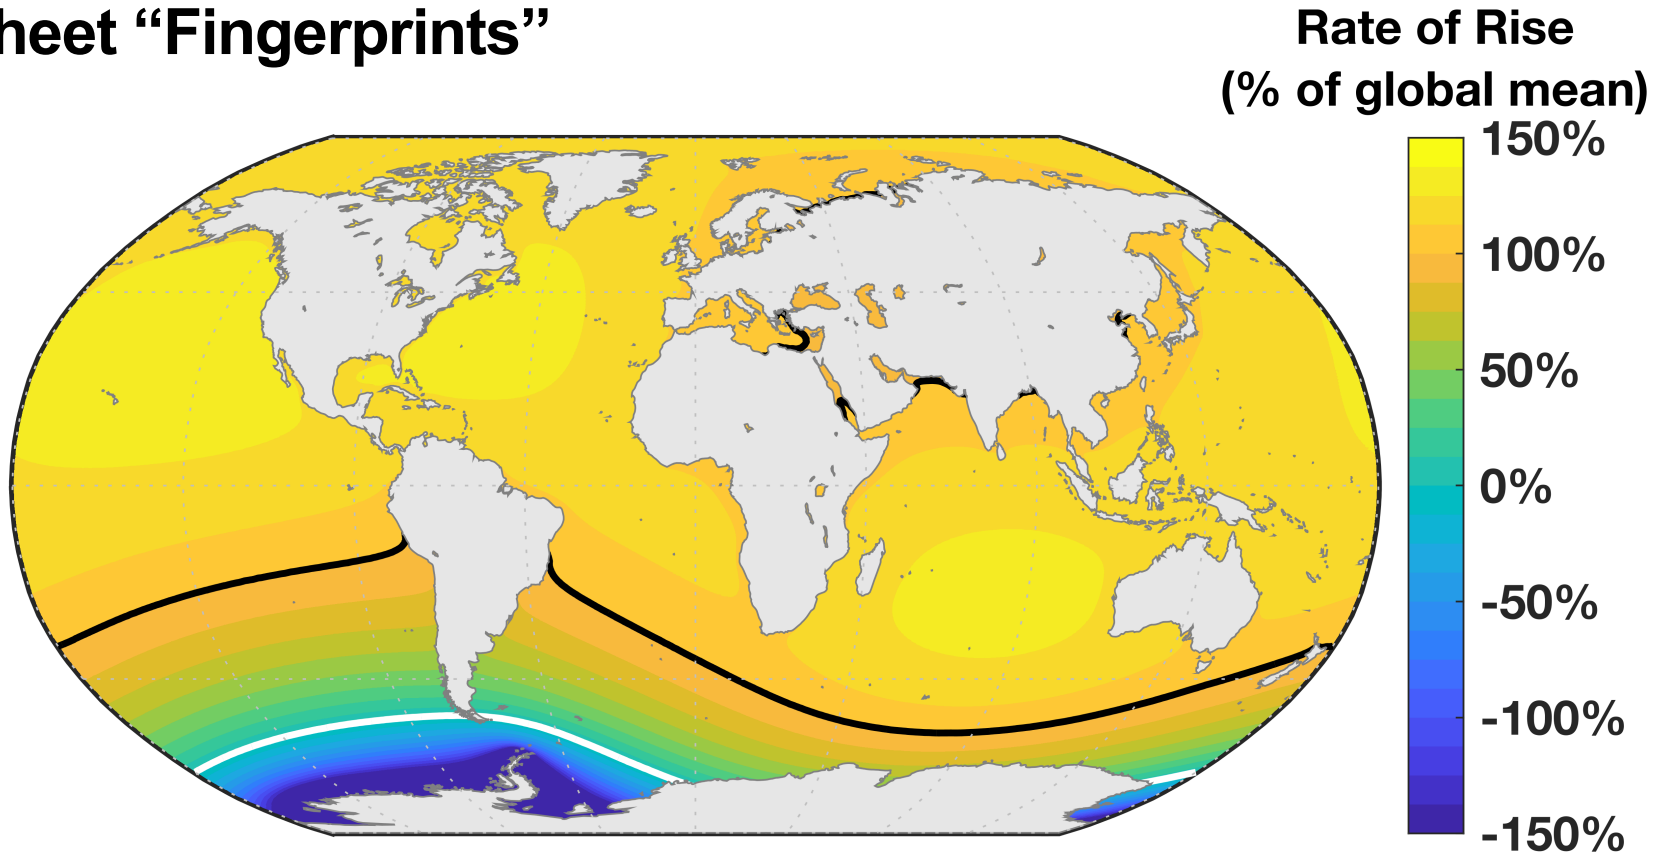 heet “Fingerprints”
Rate of Rise
(% of global mean)
150%
100%
50%
0%
-50%
-100%
-150%